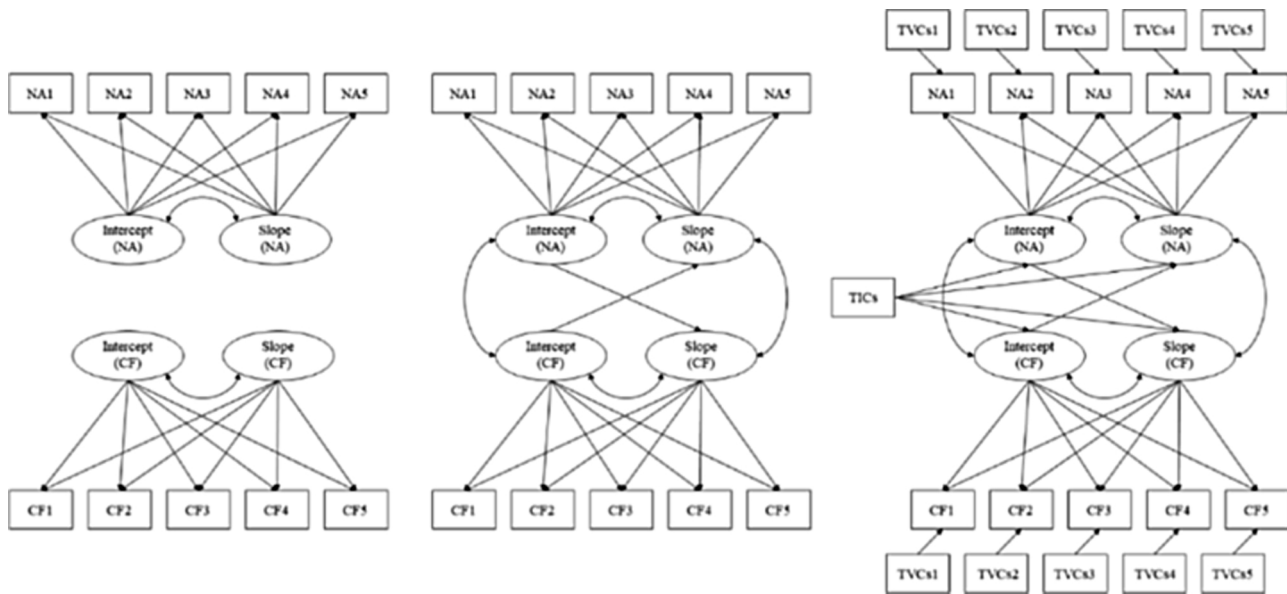 TVCs1 TVCs2 TVCs3 TVCs4 TVCs5
NA1 NA2 NA3 NA4 NA5 NA1 NA2 NA3 NA4 NA5 NA1 NA2 NA3 NA4 NA5
Intercept Slope Intercept Slope Intercept Slope
(NA) (NA) (NA) (NA) (NA) (NA)
TICs
Intercept Slope Intercept Slope Intercept Slope
(CF) (CF) (CF) (CF) (CF) (CF)
CF1 CF2 CF3 CF4 CF5 CF1 CF2 CF3 CF4 CF5 CF1 CF2 CF3 CF4 CF5
TVCs1 TVCs2 TVCs3 TVCs4 TVCs5